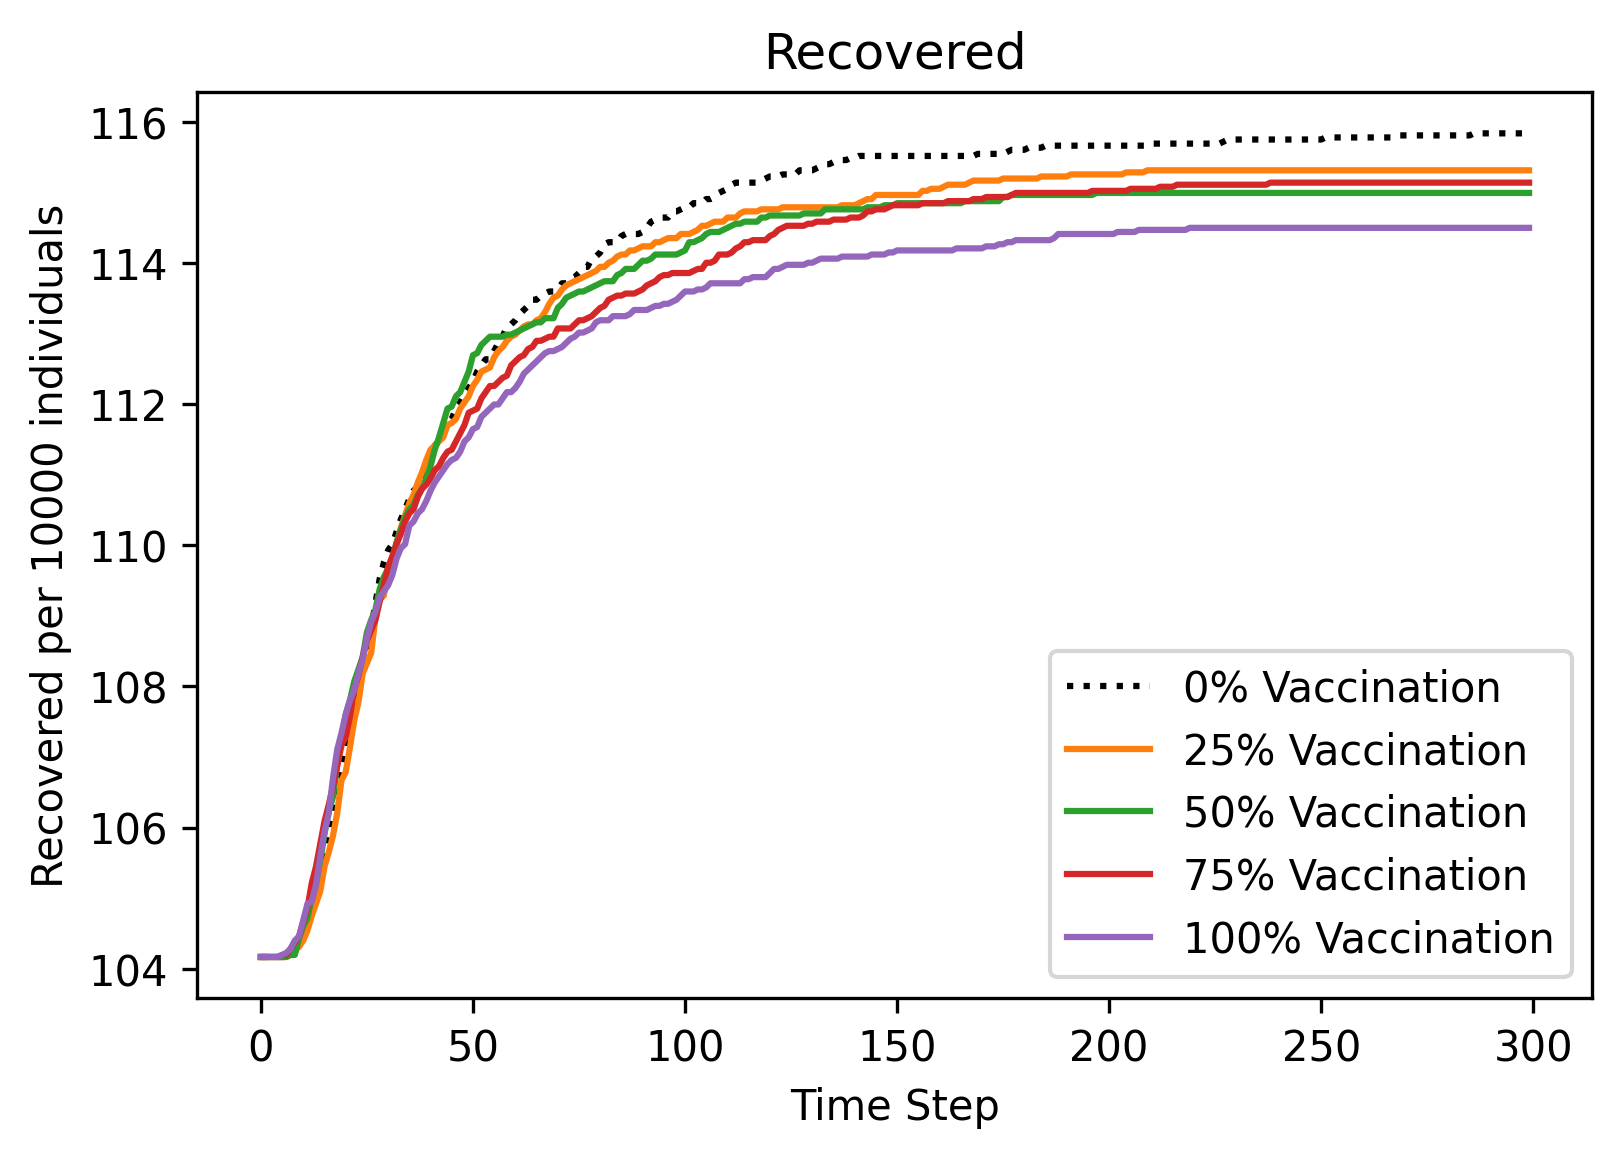 Recovered
Recovered per 10000 individuals
116
114
112
110
108
106
104
0% Vaccination
25% Vaccination
50% Vaccination
75% Vaccination
100% Vaccination
0 50 100 150 200 250 300
Time Step